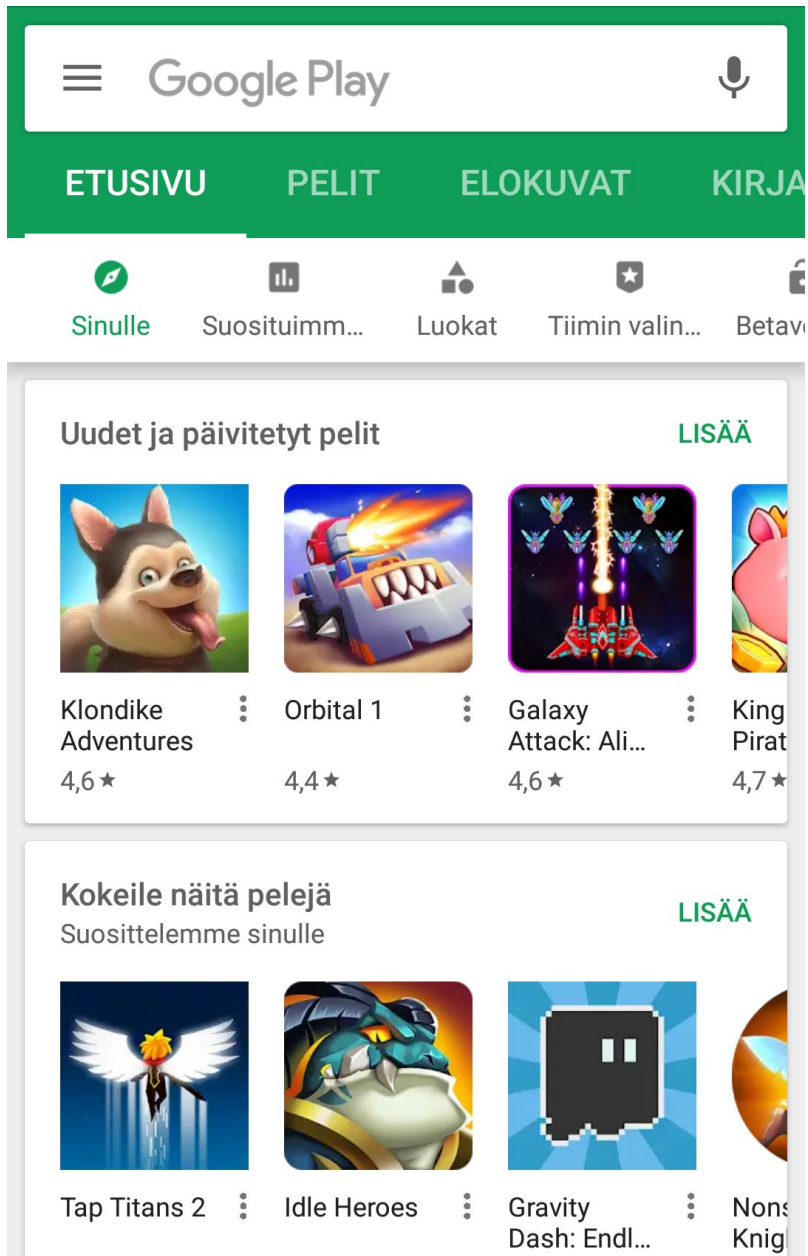 Google Play
ETUSIVU PELIT ELOKUVAT KIRJA
Sinulle Suosituimm... Luokat Tiimin valin... Betav
Uudet ja päivitetyt pelit LISÄÄ
Klondike Orbital 1 Galaxy King
Adventures Attack: Ali... Pirat
4,6★ 4,4★ 4,6★ 4,7★
Kokeile näitä pelejä LISÄÄ
Suosittelemme sinulle
Tap Titans 2 Idle Heroes Gravity Nons
Dash: Endl... Knig